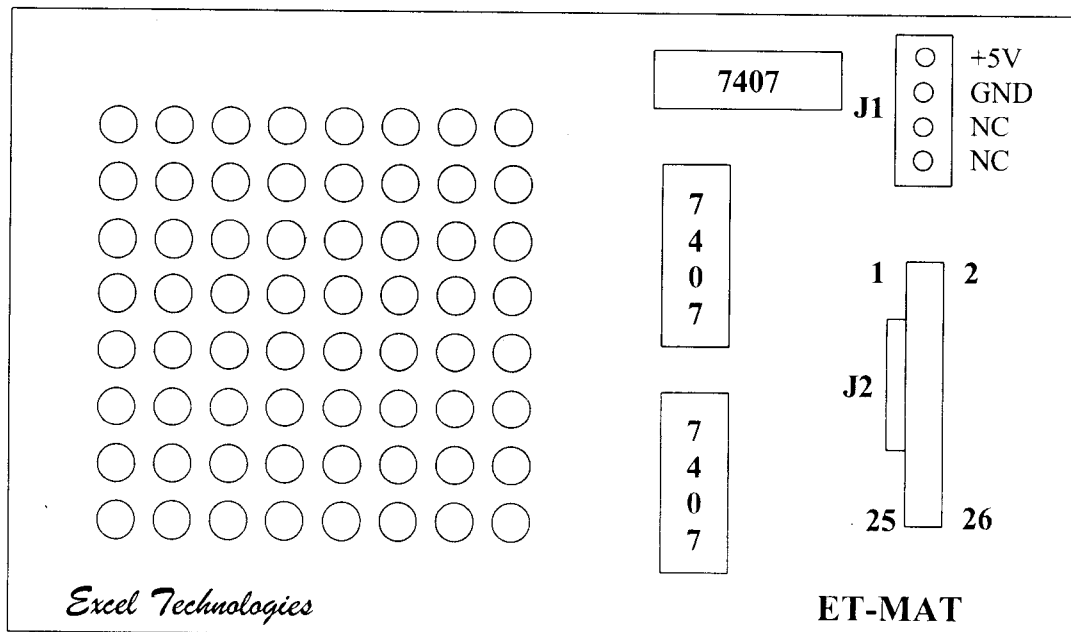 7407
J1
+5V
GND
NC
NC
7
4
0
7
1 2
J2
7
4
0
7
25 26
Excel Technologies
ET-MAT